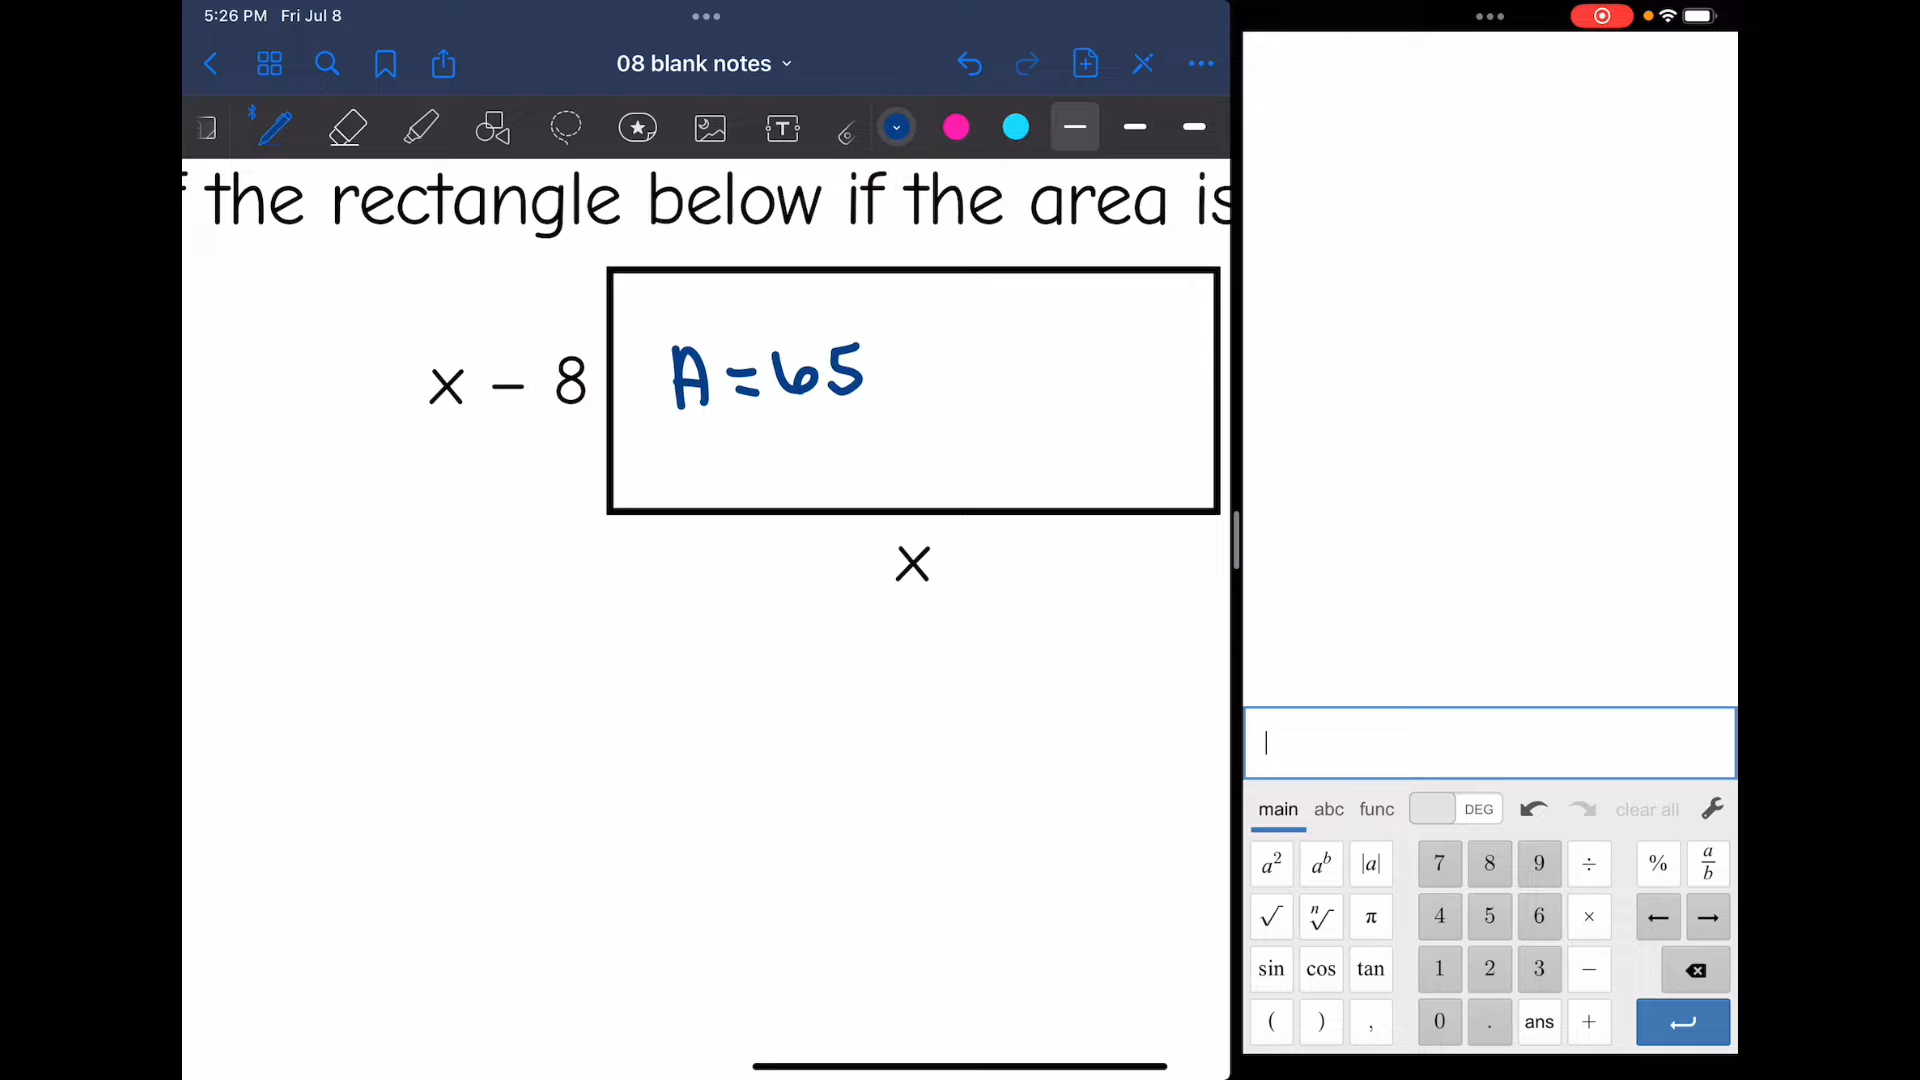 5:26 PM Fri Jul 8
08 blank notes
the rectangle below if the area is
x – 8
A = 65
x
main abc func DEG clear all
a² aᵇ |a| 7 8 9 ÷ % a/b
√ ⁿ√ π 4 5 6 × ← →
sin cos tan 1 2 3 −
( ) , 0 . ans +